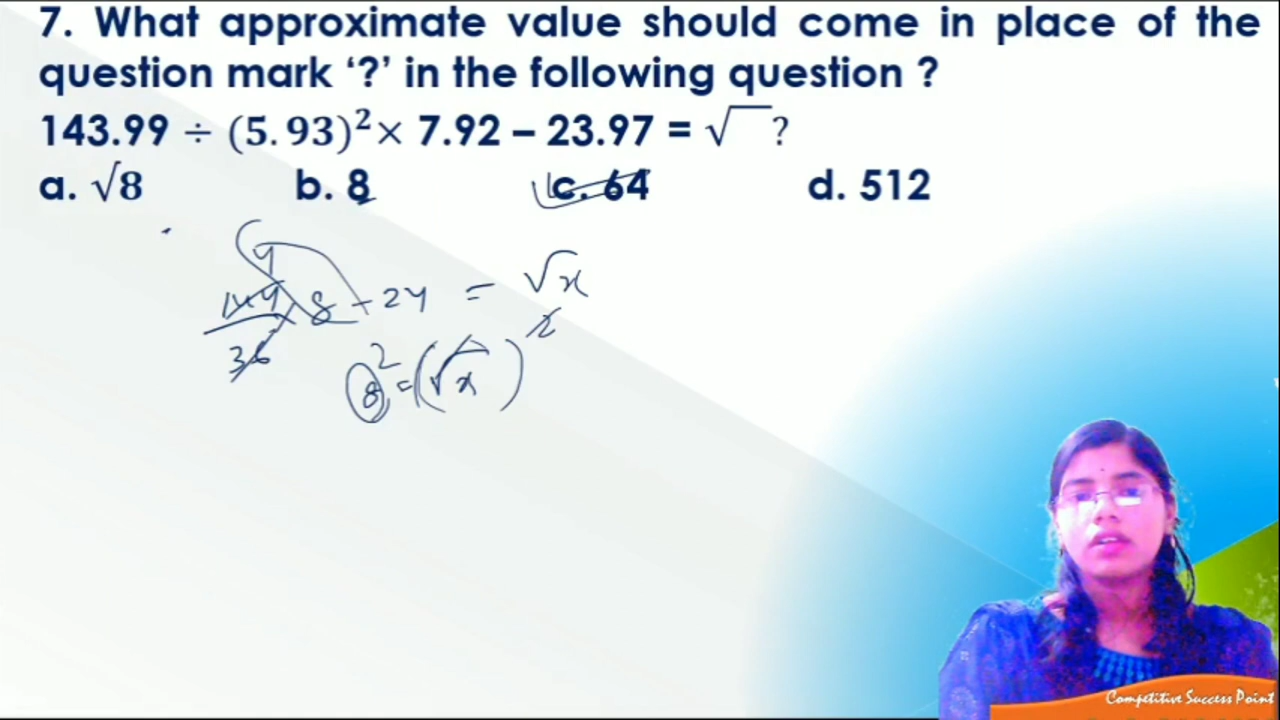 7. What approximate value should come in place of the
question mark ‘?’ in the following question ?
143.99 ÷ (5.93)²× 7.92 – 23.97 = √ ?
a. √8 b. 8 c. 64 d. 512
4
144 8 - 24 = √x
36
8² = (√x)²
Competitive Success Point